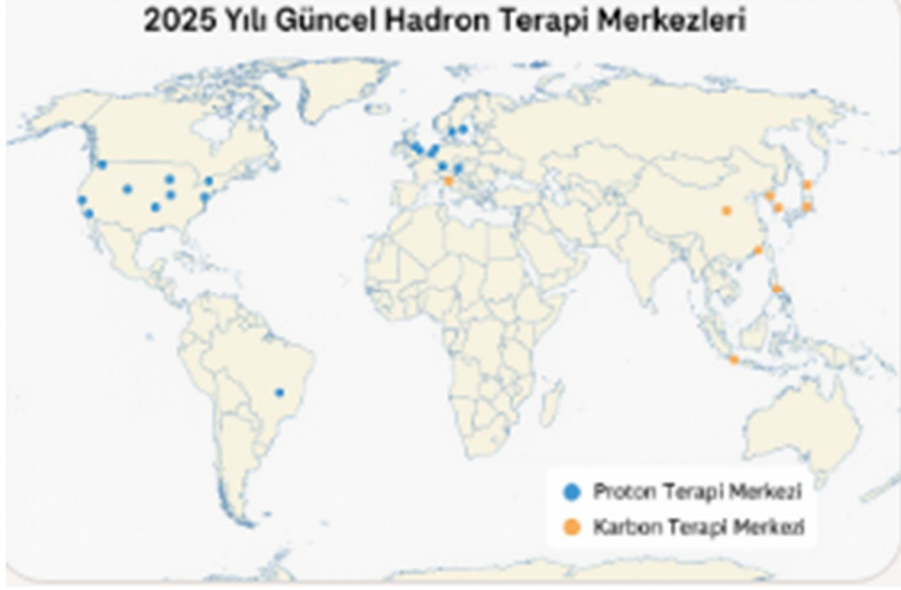 2025 Yılı Güncel Hadron Terapi Merkezleri
Proton Terapi Merkezi
Karbon Terapi Merkezi